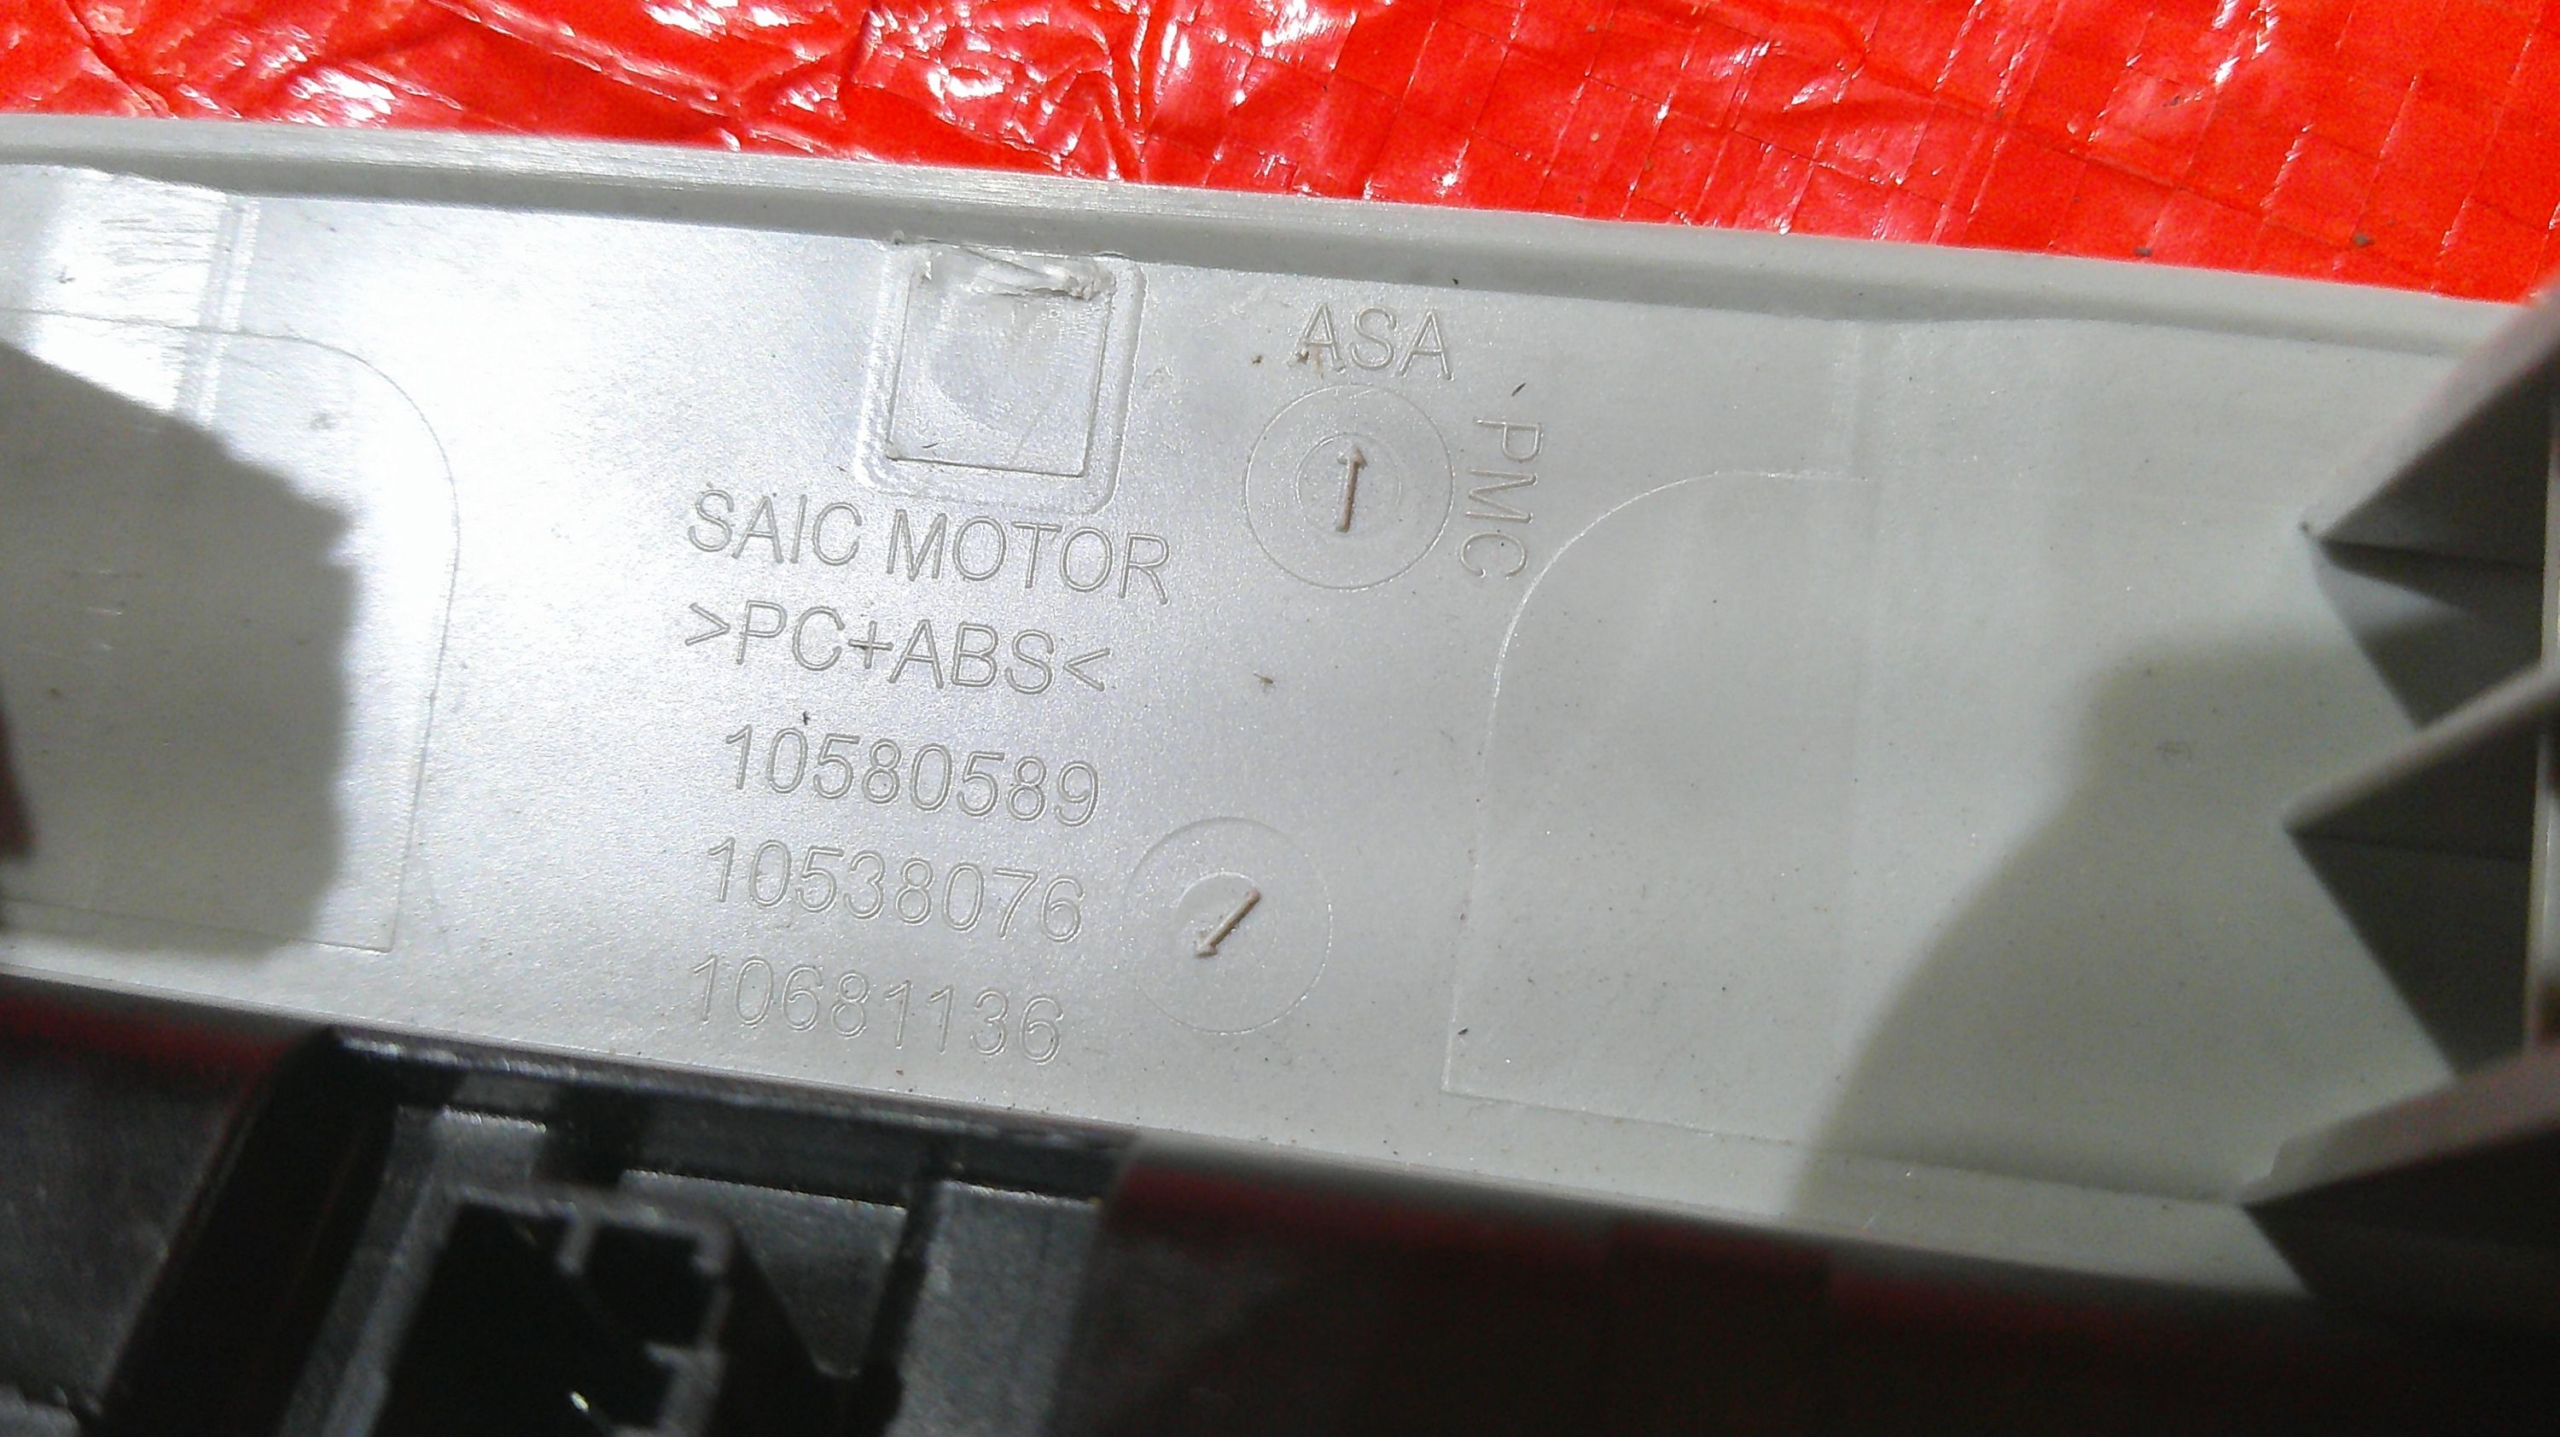 ASA
PMC
SAIC MOTOR
>PC+ABS<
10580589
10538076
10681136